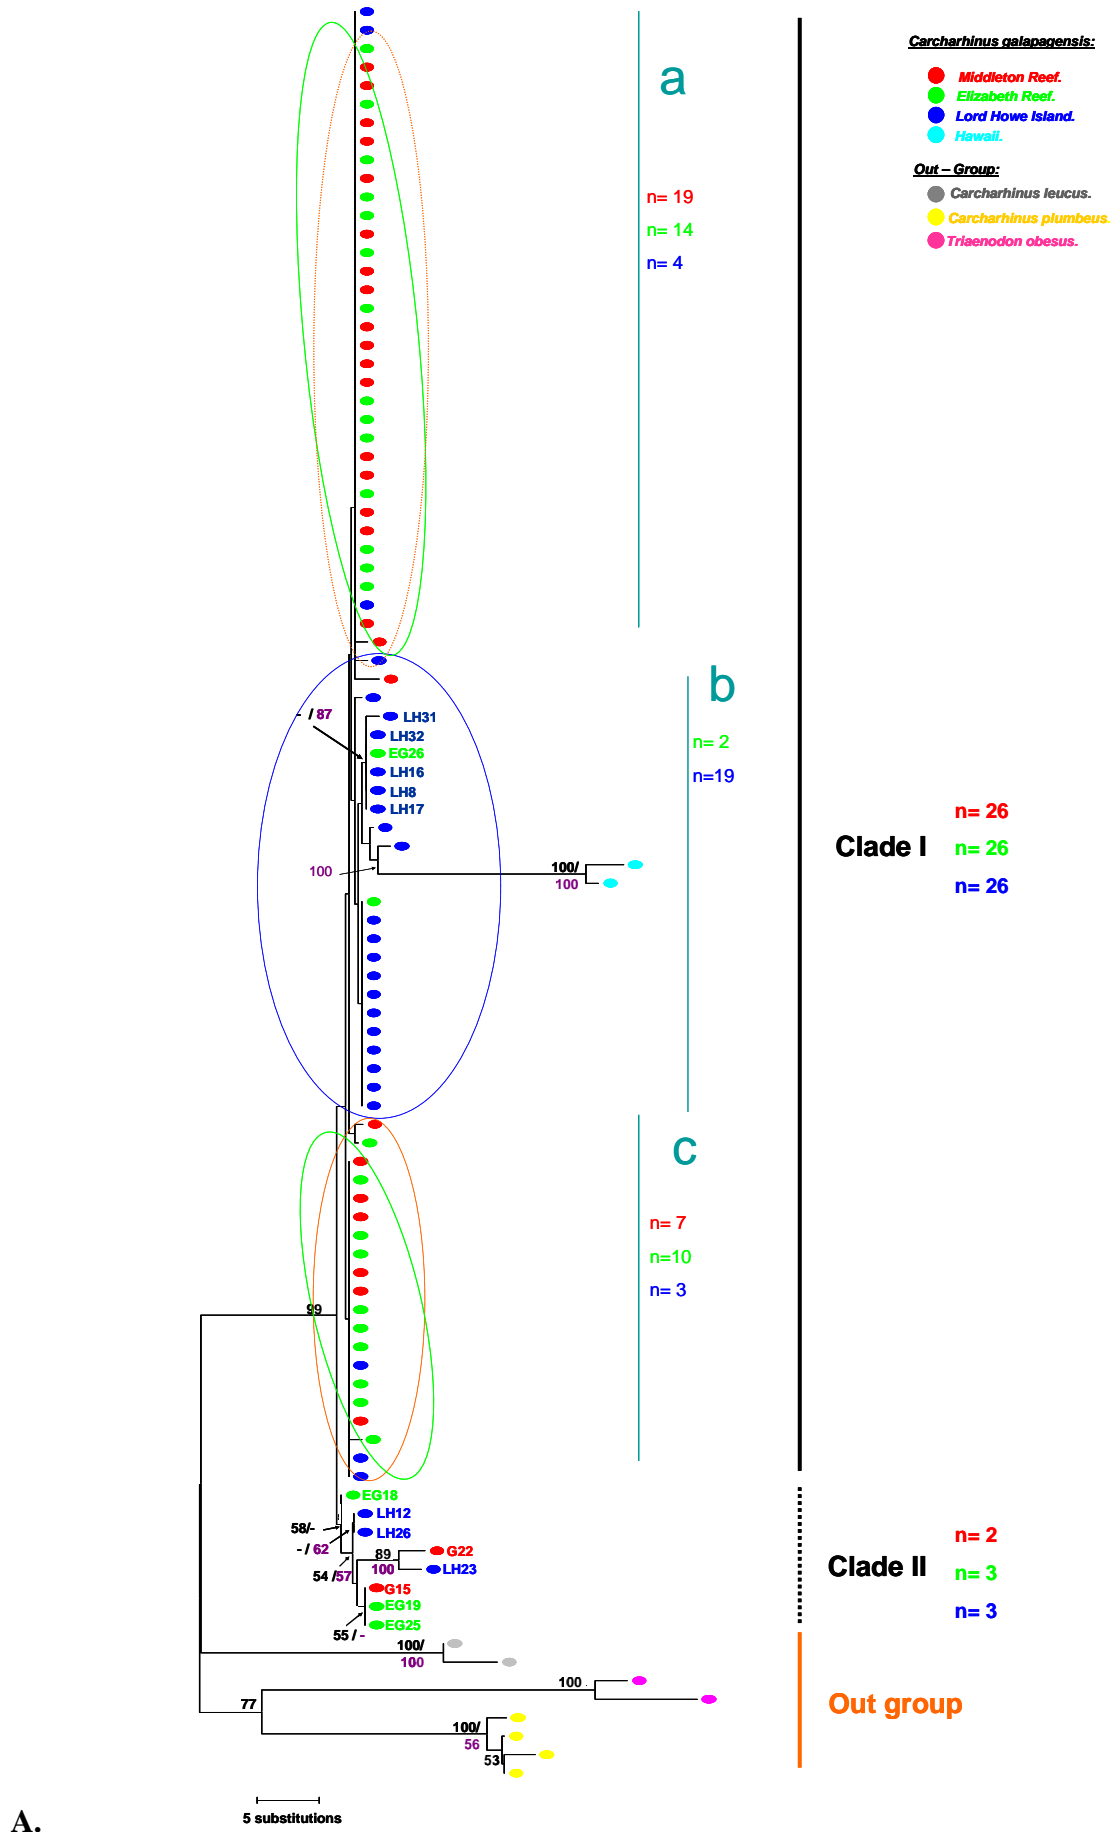 Carcharhinus galapagensis:
Middleton Reef.
Elizabeth Reef.
Lord Howe Island.
Hawaii.
Out – Group:
Carcharhinus leucus.
Carcharhinus plumbeus.
Triaenodon obesus.
a
n= 19
n= 14
n= 4
b
- / 87
LH31
LH32
EG26
LH16
LH8
LH17
n= 2
n=19
100
100/
100
Clade I
n= 26
n= 26
n= 26
c
n= 7
n=10
n= 3
99
EG18
LH12
58/-
LH26
- / 62
G22
89
100
LH23
54 /57
G15
EG19
EG25
55 / -
Clade II
n= 2
n= 3
n= 3
100/
100
100
77
100/
56
53
Out group
5 substitutions
A.